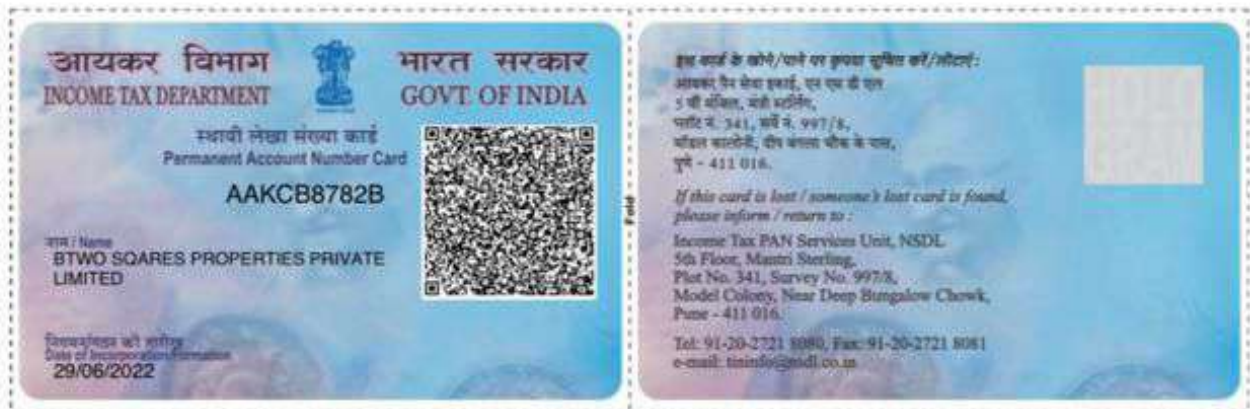 आयकर विभाग
INCOME TAX DEPARTMENT
भारत सरकार
GOVT. OF INDIA
स्थायी लेखा संख्या कार्ड
Permanent Account Number Card
AAKCB8782B
नाम / Name
BTWO SQARES PROPERTIES PRIVATE
LIMITED
निगमन/गठन की तारीख
Date of Incorporation/Formation
29/06/2022
Fold
इस कार्ड के खोने/पाने पर कृपया सूचित करें/लौटाएं:
आयकर पैन सेवा इकाई, एन एस डी एल
5 वीं मंजिल, मंत्री स्टर्लिंग,
प्लॉट नं. 341, सर्वे नं. 997/8,
मॉडल कालोनी, दीप बंगला चौक के पास,
पुणे - 411 016.
If this card is lost / someone's lost card is found,
please inform / return to :
Income Tax PAN Services Unit, NSDL
5th Floor, Mantri Sterling,
Plot No. 341, Survey No. 997/8,
Model Colony, Near Deep Bungalow Chowk,
Pune - 411 016.
Tel: 91-20-2721 8080, Fax: 91-20-2721 8081
e-mail: tininfo@nsdl.co.in